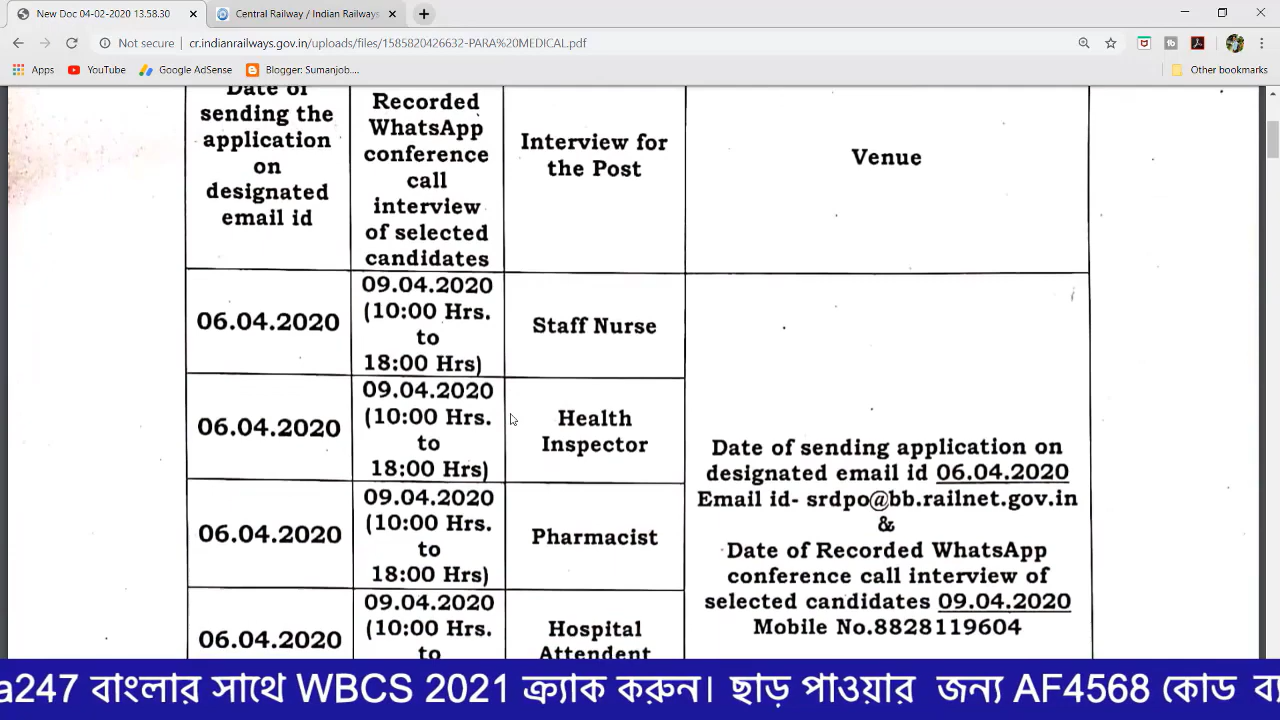 New Doc 04-02-2020 13.58.30
Central Railway / Indian Railways
Not secure
cr.indianrailways.gov.in/uploads/files/1585820426632-PARA%20MEDICAL.pdf
Apps
YouTube
Google AdSense
Blogger: Sumanjob....
Other bookmarks
Date of
sending the
application
on
designated
email id
Recorded
WhatsApp
conference
call
interview
of selected
candidates
Interview for
the Post
Venue
06.04.2020
09.04.2020
(10:00 Hrs.
to
18:00 Hrs)
Staff Nurse
06.04.2020
09.04.2020
(10:00 Hrs.
to
18:00 Hrs)
Health
Inspector
06.04.2020
09.04.2020
(10:00 Hrs.
to
18:00 Hrs)
Pharmacist
06.04.2020
09.04.2020
(10:00 Hrs.
to
Hospital
Attendent
Date of sending application on
designated email id 06.04.2020
Email id- srdpo@bb.railnet.gov.in
&
Date of Recorded WhatsApp
conference call interview of
selected candidates 09.04.2020
Mobile No.8828119604
a247 বাংলার সাথে WBCS 2021 ক্র্যাক করুন। ছাড় পাওয়ার জন্য AF4568 কোড ব্য